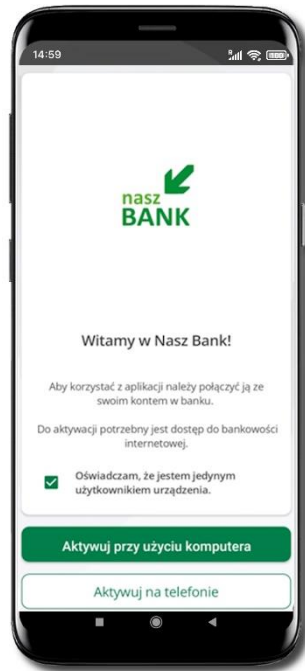 14:59
nasz
BANK
Witamy w Nasz Bank!
Aby korzystać z aplikacji należy połączyć ją ze
swoim kontem w banku.
Do aktywacji potrzebny jest dostęp do bankowości
internetowej.
Oświadczam, że jestem jedynym
użytkownikiem urządzenia.
Aktywuj przy użyciu komputera
Aktywuj na telefonie